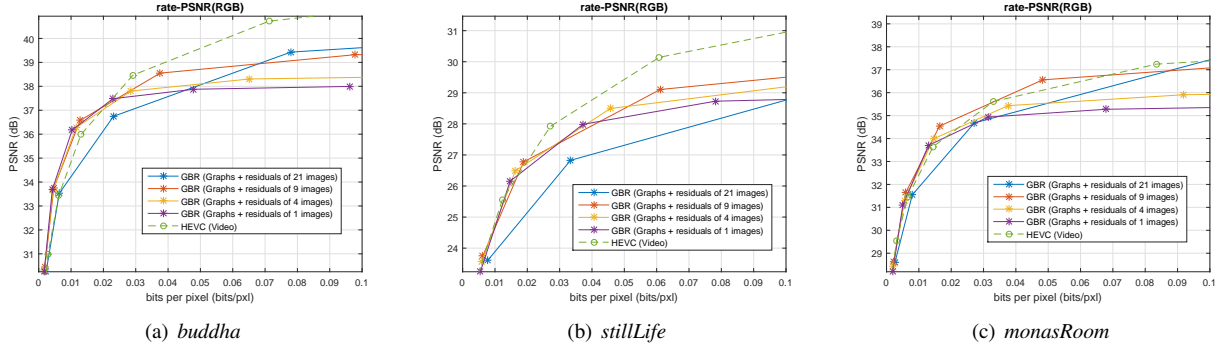 rate-PSNR(RGB)
40
39
38
37
36
35
34
33
32
31
PSNR (dB)
GBR (Graphs + residuals of 21 images)
GBR (Graphs + residuals of 9 images)
GBR (Graphs + residuals of 4 images)
GBR (Graphs + residuals of 1 images)
HEVC (Video)
0 0.01 0.02 0.03 0.04 0.05 0.06 0.07 0.08 0.09 0.1
bits per pixel (bits/pxl)
(a) buddha
rate-PSNR(RGB)
31
30
29
28
27
26
25
24
PSNR (dB)
GBR (Graphs + residuals of 21 images)
GBR (Graphs + residuals of 9 images)
GBR (Graphs + residuals of 4 images)
GBR (Graphs + residuals of 1 images)
HEVC (Video)
0 0.01 0.02 0.03 0.04 0.05 0.06 0.07 0.08 0.09 0.1
bits per pixel (bits/pxl)
(b) stillLife
rate-PSNR(RGB)
39
38
37
36
35
34
33
32
31
30
29
PSNR (dB)
GBR (Graphs + residuals of 21 images)
GBR (Graphs + residuals of 9 images)
GBR (Graphs + residuals of 4 images)
GBR (Graphs + residuals of 1 images)
HEVC (Video)
0 0.01 0.02 0.03 0.04 0.05 0.06 0.07 0.08 0.09 0.1
bits per pixel (bits/pxl)
(c) monasRoom